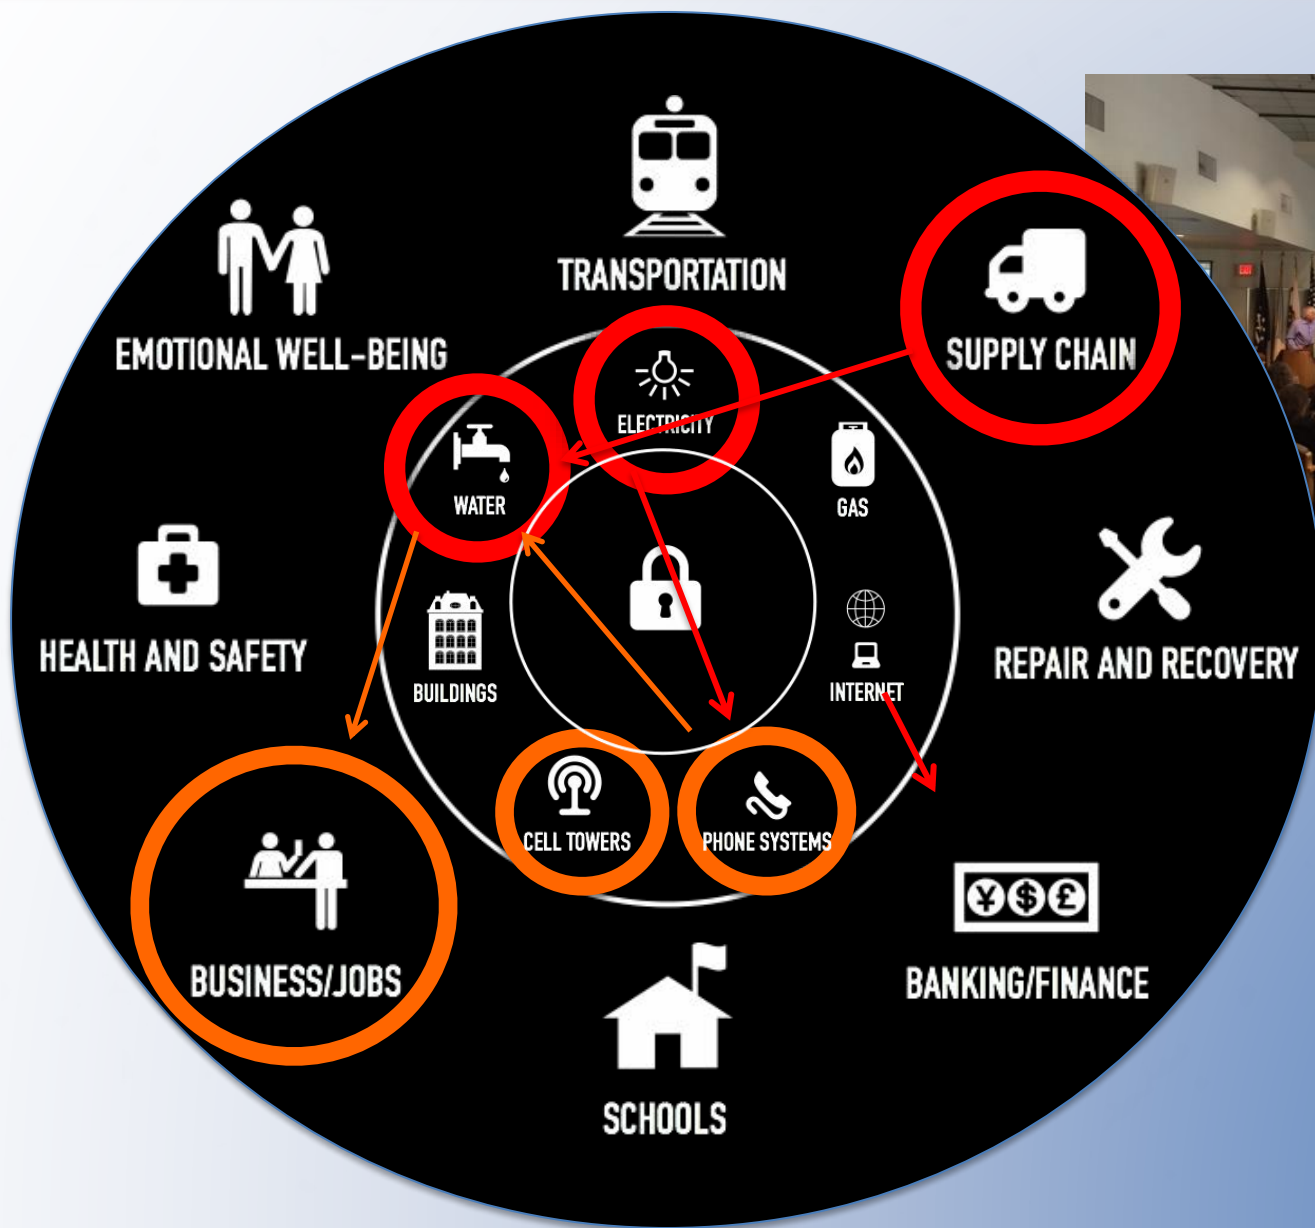 TRANSPORTATION
EMOTIONAL WELL-BEING
SUPPLY CHAIN
ELECTRICITY
WATER
GAS
HEALTH AND SAFETY
REPAIR AND RECOVERY
BUILDINGS
INTERNET
CELL TOWERS
PHONE SYSTEMS
¥ $ £
BUSINESS/JOBS
BANKING/FINANCE
SCHOOLS